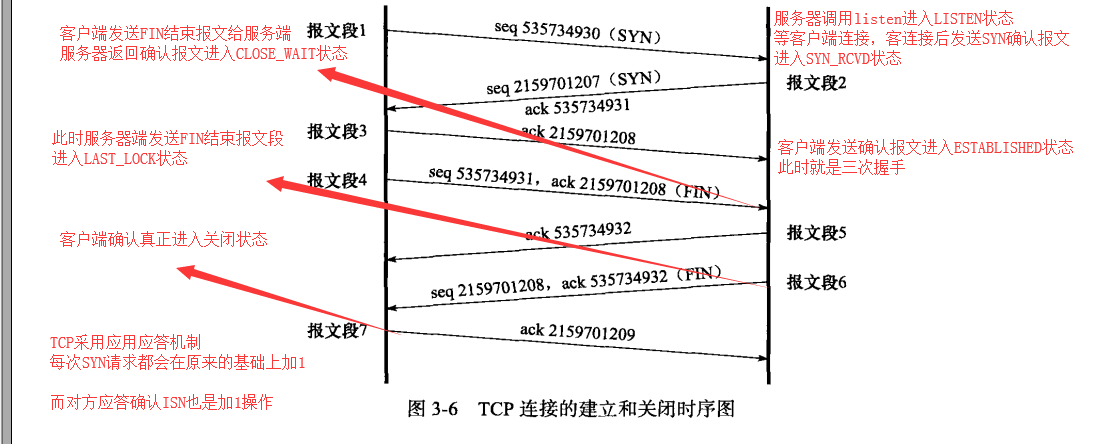 客户端发送FIN结束报文给服务端
服务器返回确认报文进入CLOSE_WAIT状态
报文段1
seq 535734930（SYN）
服务器调用listen进入LISTEN状态
等客户端连接，客连接后发送SYN确认报文
进入SYN_RCVD状态
seq 2159701207（SYN）
ack 535734931
报文段2
此时服务器端发送FIN结束报文段
进入LAST_LOCK状态
报文段3
ack 2159701208
客户端发送确认报文进入ESTABLISHED状态
此时就是三次握手
报文段4
seq 535734931，ack 2159701208（FIN）
客户端确认真正进入关闭状态
ack 535734932
报文段5
seq 2159701208，ack 535734932（FIN）
报文段6
报文段7
ack 2159701209
TCP采用应用应答机制
每次SYN请求都会在原来的基础上加1
而对方应答确认ISN也是加1操作
图 3-6 TCP 连接的建立和关闭时序图